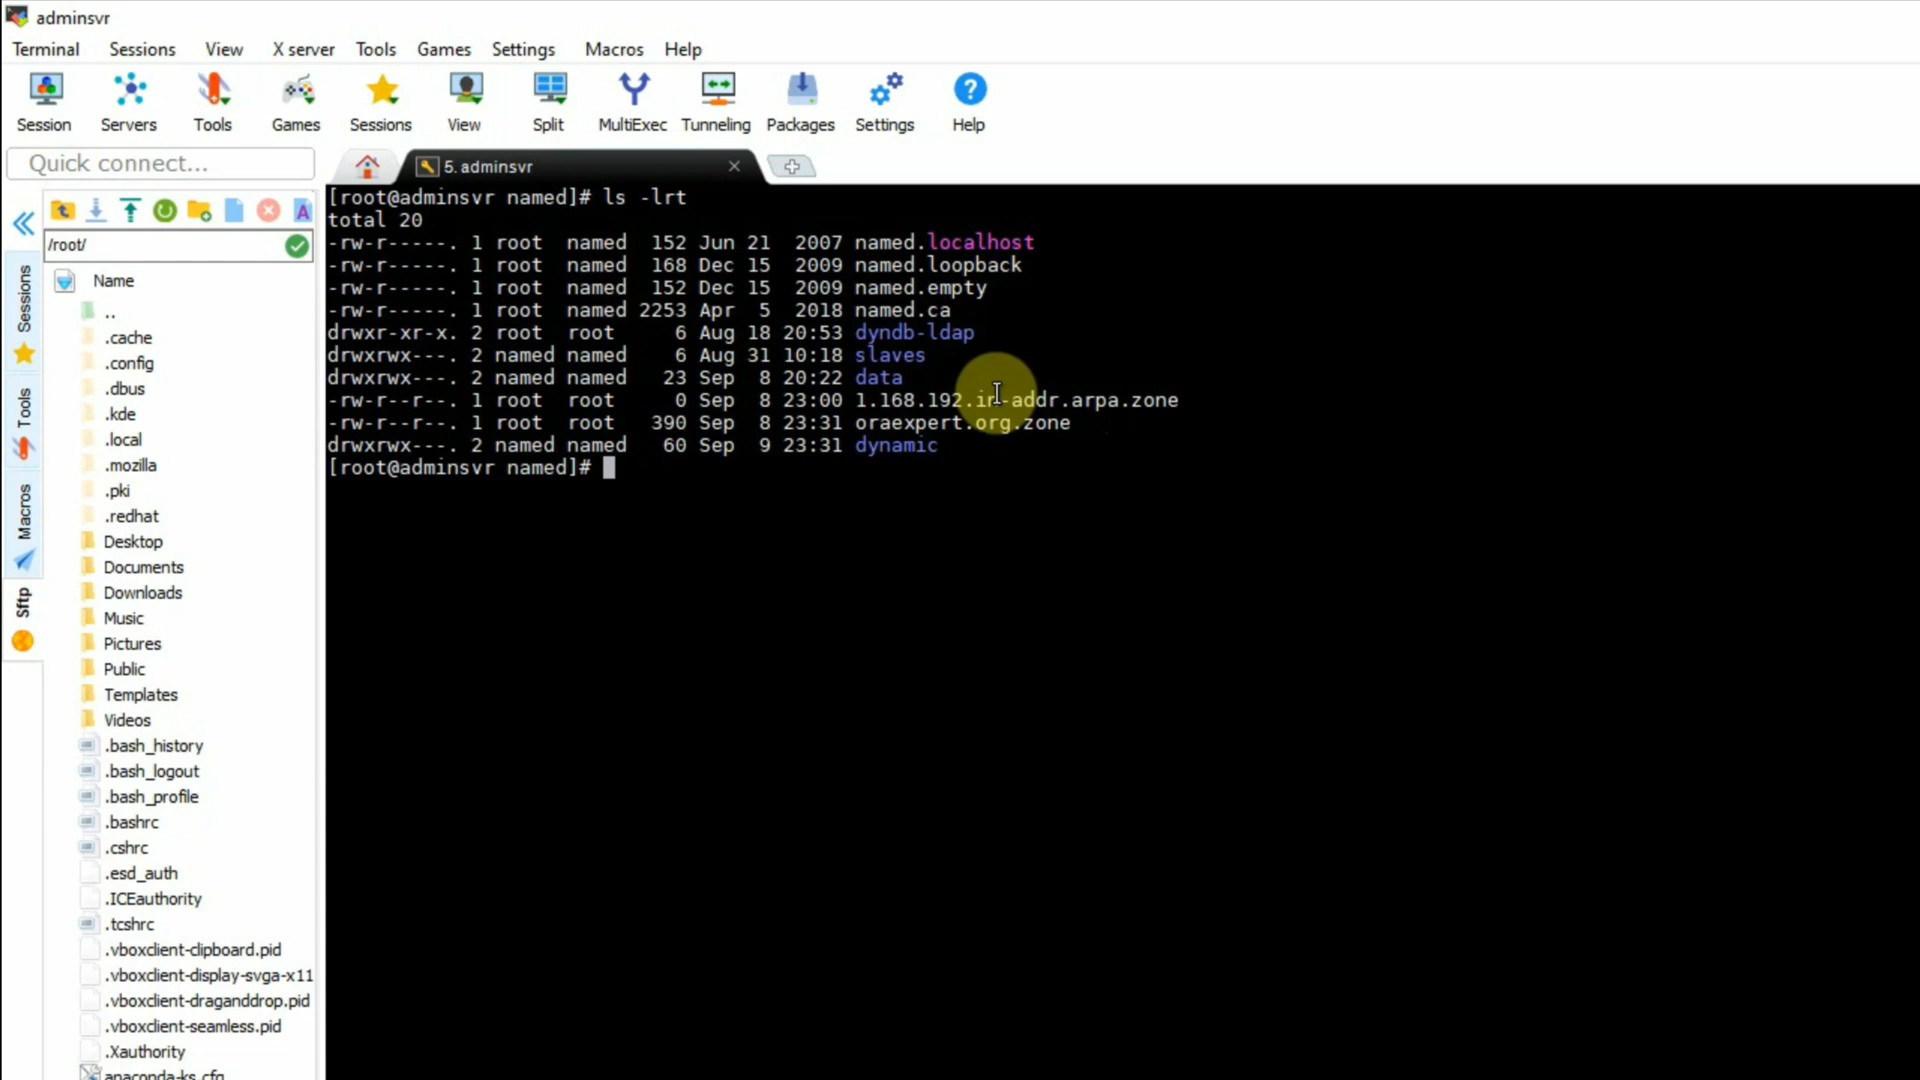 adminsvr
Terminal Sessions View X server Tools Games Settings Macros Help
Session Servers Tools Games Sessions View Split MultiExec Tunneling Packages Settings Help
Quick connect...
5. adminsvr
/root/
Name
..
.cache
.config
.dbus
.kde
.local
.mozilla
.pki
.redhat
Desktop
Documents
Downloads
Music
Pictures
Public
Templates
Videos
.bash_history
.bash_logout
.bash_profile
.bashrc
.cshrc
.esd_auth
.ICEauthority
.tcshrc
.vboxclient-clipboard.pid
.vboxclient-display-svga-x11
.vboxclient-draganddrop.pid
.vboxclient-seamless.pid
.Xauthority
anaconda-ks.cfg
Sessions
Tools
Macros
Sftp
[root@adminsvr named]# ls -lrt
total 20
-rw-r-----. 1 root  named  152 Jun 21  2007 named.localhost
-rw-r-----. 1 root  named  168 Dec 15  2009 named.loopback
-rw-r-----. 1 root  named  152 Dec 15  2009 named.empty
-rw-r-----. 1 root  named 2253 Apr  5  2018 named.ca
drwxr-xr-x. 2 root  root     6 Aug 18 20:53 dyndb-ldap
drwxrwx---. 2 named named    6 Aug 31 10:18 slaves
drwxrwx---. 2 named named   23 Sep  8 20:22 data
-rw-r--r--. 1 root  root     0 Sep  8 23:00 1.168.192.in-addr.arpa.zone
-rw-r--r--. 1 root  root   390 Sep  8 23:31 oraexpert.org.zone
drwxrwx---. 2 named named   60 Sep  9 23:31 dynamic
[root@adminsvr named]#